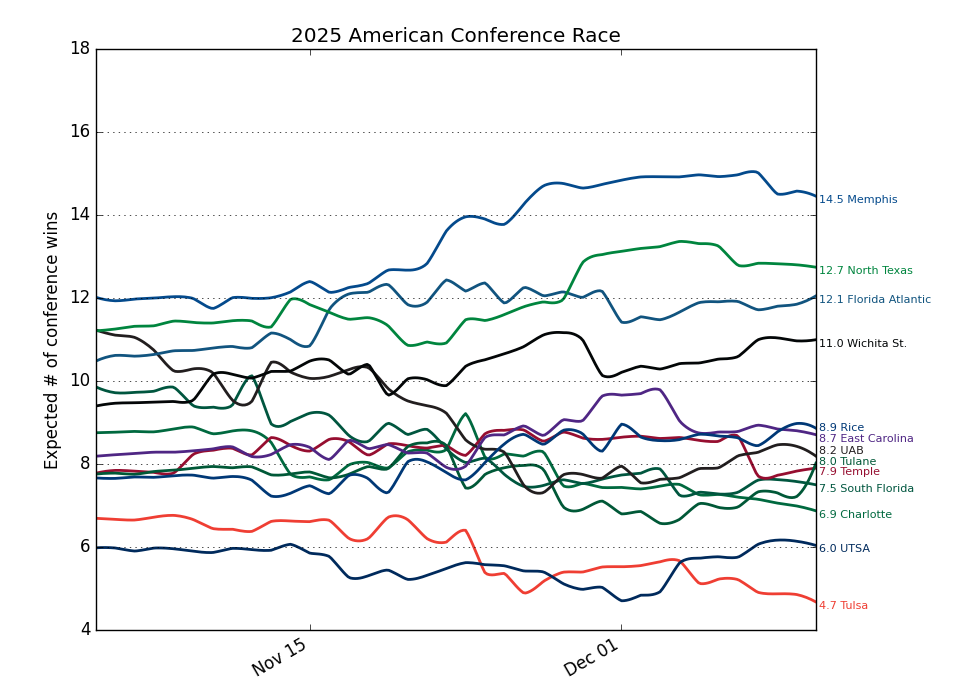 2025 American Conference Race
Expected # of conference wins
18
16
14
12
10
8
6
4
Nov 15
Dec 01
14.5 Memphis
12.7 North Texas
12.1 Florida Atlantic
11.0 Wichita St.
8.9 Rice
8.7 East Carolina
8.2 UAB
8.0 Tulane
7.9 Temple
7.5 South Florida
6.9 Charlotte
6.0 UTSA
4.7 Tulsa